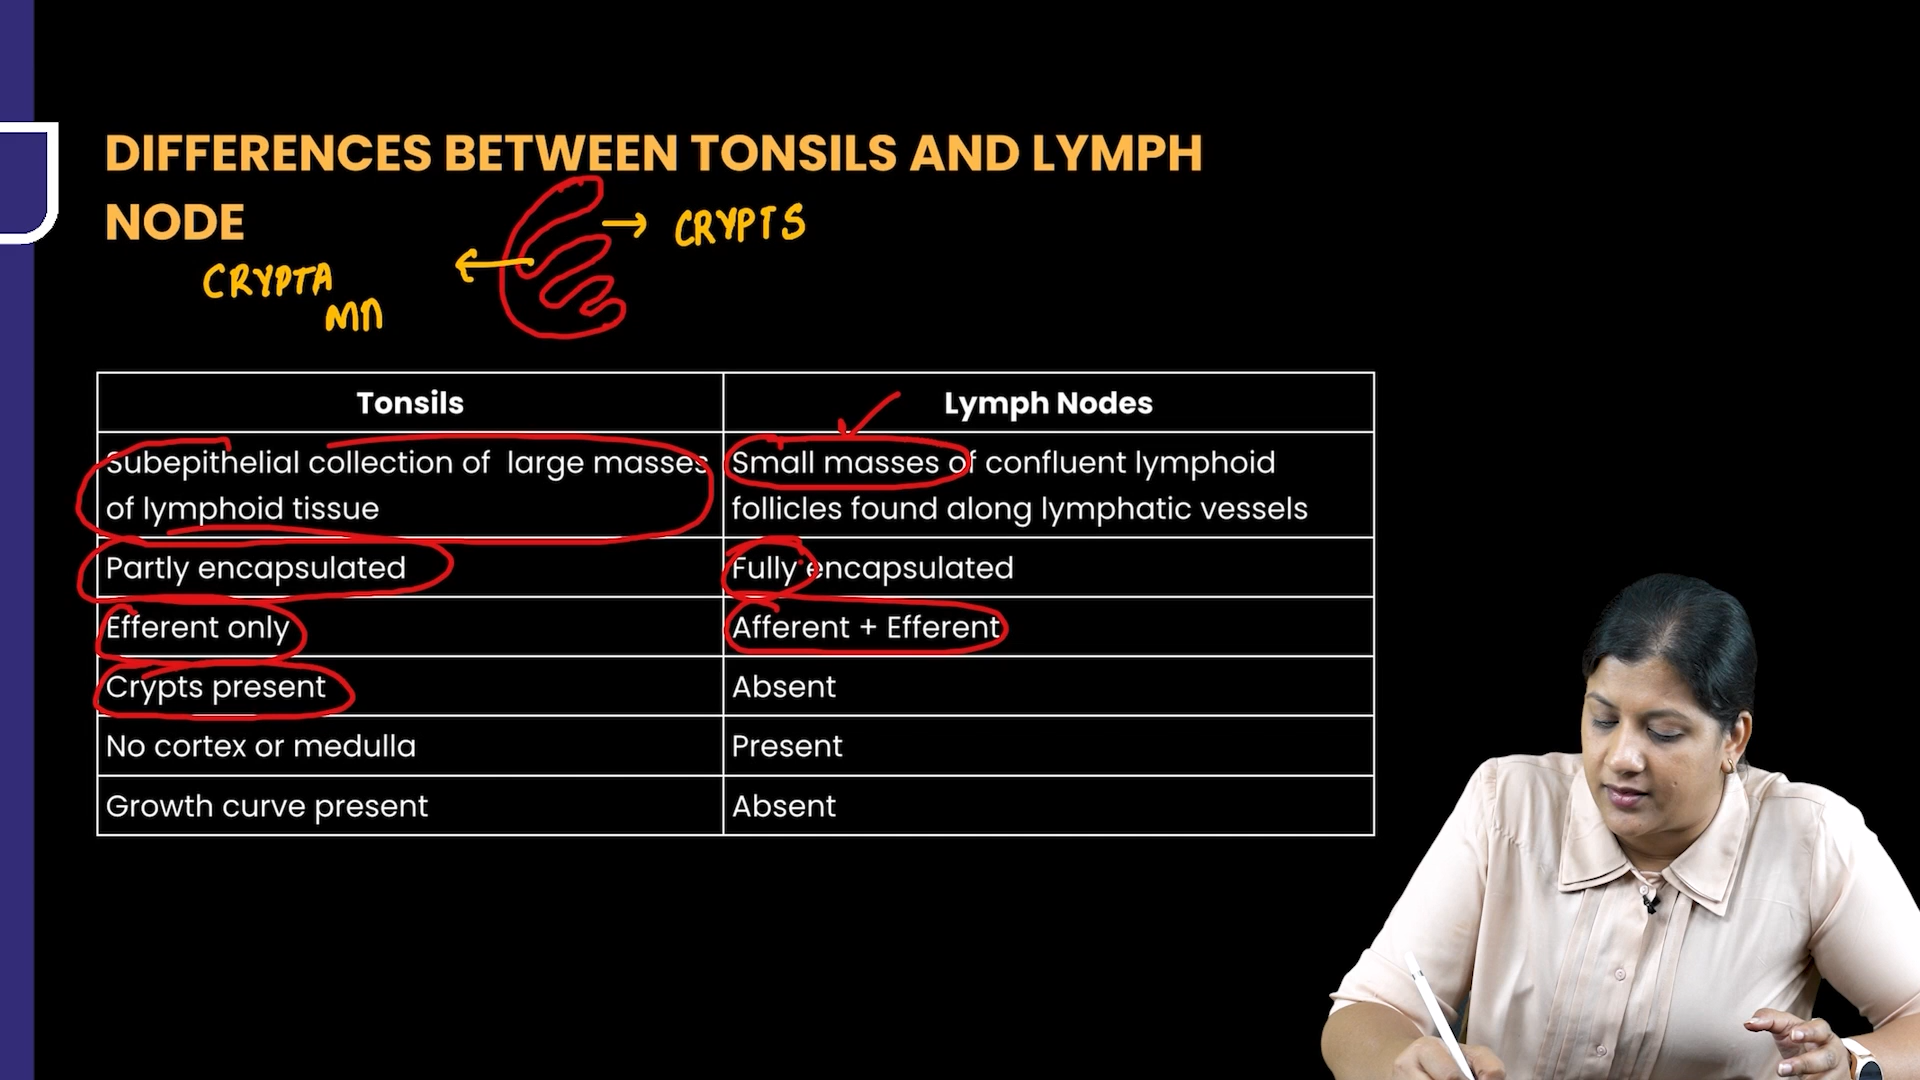 DIFFERENCES BETWEEN TONSILS AND LYMPH
NODE
CRYPTS
CRYPTA
Tonsils
Lymph Nodes
Subepithelial collection of large masses
of lymphoid tissue
Small masses of confluent lymphoid
follicles found along lymphatic vessels
Partly encapsulated
Fully encapsulated
Efferent only
Afferent + Efferent
Crypts present
Absent
No cortex or medulla
Present
Growth curve present
Absent